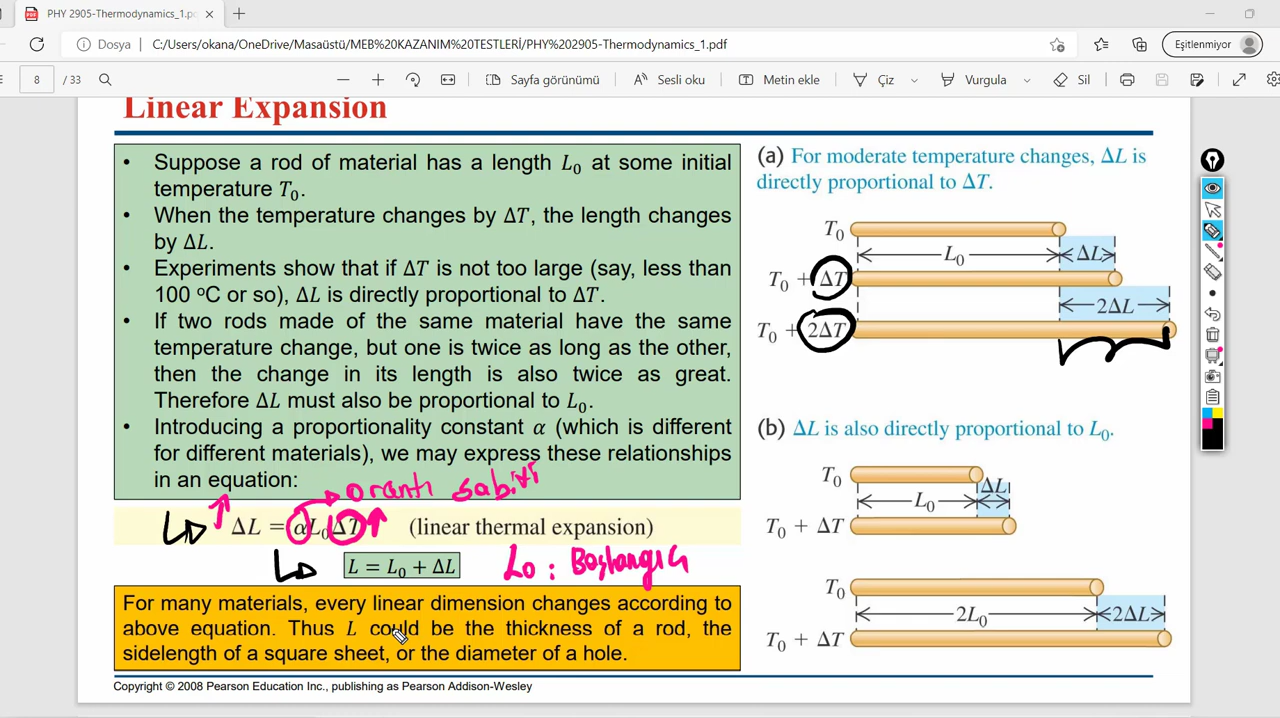 PHY 2905-Thermodynamics_1.pd
Dosya
C:/Users/okana/OneDrive/Masaüstü/MEB%20KAZANIM%20TESTLERİ/PHY%202905-Thermodynamics_1.pdf
Eşitlenmiyor
8 / 33
Sayfa görünümü
Sesli oku
Metin ekle
Çiz
Vurgula
Sil
Linear Expansion
• Suppose a rod of material has a length L₀ at some initial
temperature T₀.
• When the temperature changes by ΔT, the length changes
by ΔL.
• Experiments show that if ΔT is not too large (say, less than
100 ºC or so), ΔL is directly proportional to ΔT.
• If two rods made of the same material have the same
temperature change, but one is twice as long as the other,
then the change in its length is also twice as great.
Therefore ΔL must also be proportional to L₀.
• Introducing a proportionality constant α (which is different
for different materials), we may express these relationships
in an equation:
orantı sabiti
ΔL = αL₀ΔT (linear thermal expansion)
L = L₀ + ΔL
L₀ : Başlangıç
For many materials, every linear dimension changes according to
above equation. Thus L could be the thickness of a rod, the
sidelength of a square sheet, or the diameter of a hole.
Copyright © 2008 Pearson Education Inc., publishing as Pearson Addison-Wesley
(a) For moderate temperature changes, ΔL is
directly proportional to ΔT.
T₀
L₀
ΔL
T₀ + ΔT
2ΔL
T₀ + 2ΔT
(b) ΔL is also directly proportional to L₀.
T₀
ΔL
L₀
T₀ + ΔT
T₀
2L₀
2ΔL
T₀ + ΔT